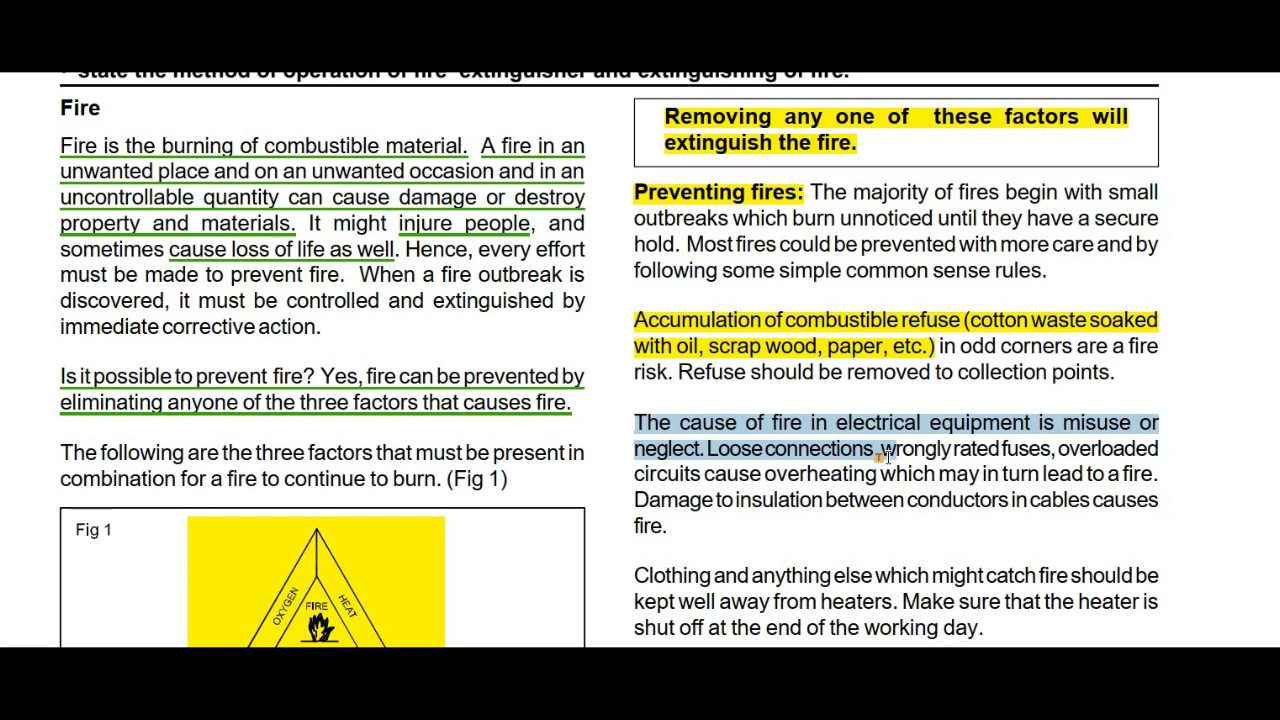 state the method of operation of fire extinguisher and extinguishing of fire.
Fire
Fire is the burning of combustible material. A fire in an
unwanted place and on an unwanted occasion and in an
uncontrollable quantity can cause damage or destroy
property and materials. It might injure people, and
sometimes cause loss of life as well. Hence, every effort
must be made to prevent fire. When a fire outbreak is
discovered, it must be controlled and extinguished by
immediate corrective action.
Is it possible to prevent fire? Yes, fire can be prevented by
eliminating anyone of the three factors that causes fire.
The following are the three factors that must be present in
combination for a fire to continue to burn. (Fig 1)
Fig 1
OXYGEN
FIRE
HEAT
Removing any one of these factors will
extinguish the fire.
Preventing fires: The majority of fires begin with small
outbreaks which burn unnoticed until they have a secure
hold. Most fires could be prevented with more care and by
following some simple common sense rules.
Accumulation of combustible refuse (cotton waste soaked
with oil, scrap wood, paper, etc.) in odd corners are a fire
risk. Refuse should be removed to collection points.
The cause of fire in electrical equipment is misuse or
neglect. Loose connections, wrongly rated fuses, overloaded
circuits cause overheating which may in turn lead to a fire.
Damage to insulation between conductors in cables causes
fire.
Clothing and anything else which might catch fire should be
kept well away from heaters. Make sure that the heater is
shut off at the end of the working day.